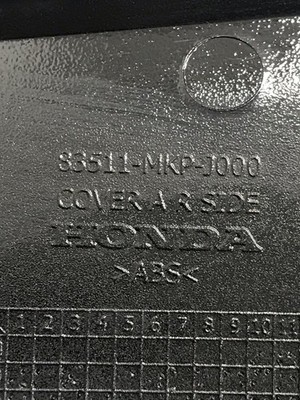 83511-MKP-J000
COVER A R SIDE
HONDA
>ABS<
1 2 3 4 5 6 7 8 9 10 11